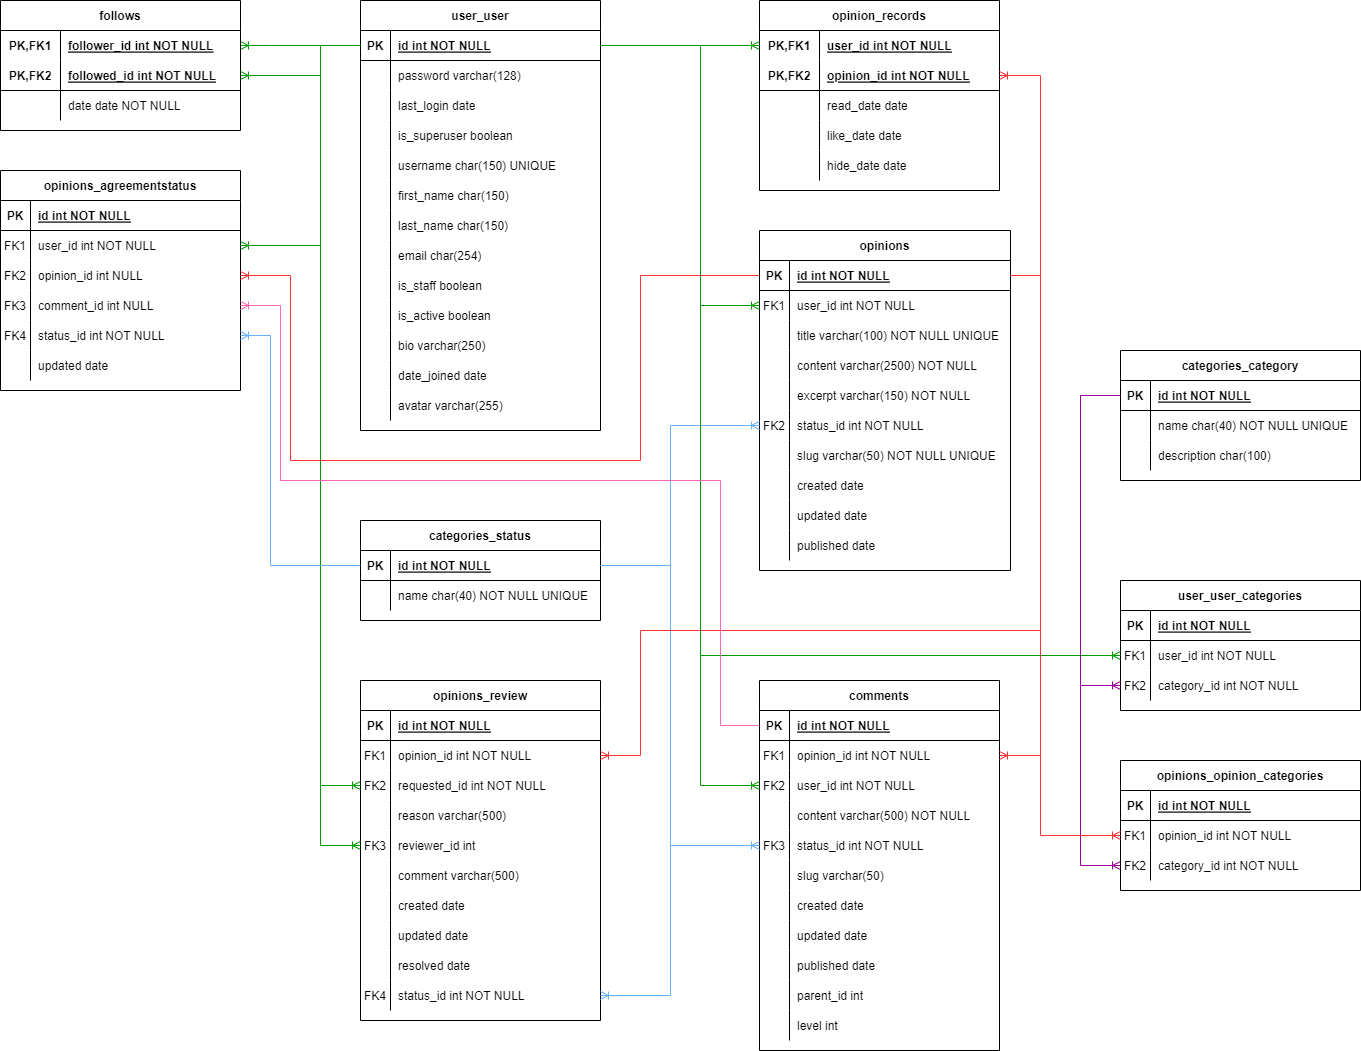 follows
PK,FK1 follower_id int NOT NULL
PK,FK2 followed_id int NOT NULL
date date NOT NULL
opinions_agreementstatus
PK id int NOT NULL
FK1 user_id int NOT NULL
FK2 opinion_id int NULL
FK3 comment_id int NULL
FK4 status_id int NOT NULL
updated date
user_user
PK id int NOT NULL
password varchar(128)
last_login date
is_superuser boolean
username char(150) UNIQUE
first_name char(150)
last_name char(150)
email char(254)
is_staff boolean
is_active boolean
bio varchar(250)
date_joined date
avatar varchar(255)
categories_status
PK id int NOT NULL
name char(40) NOT NULL UNIQUE
opinions_review
PK id int NOT NULL
FK1 opinion_id int NOT NULL
FK2 requested_id int NOT NULL
reason varchar(500)
FK3 reviewer_id int
comment varchar(500)
created date
updated date
resolved date
FK4 status_id int NOT NULL
opinion_records
PK,FK1 user_id int NOT NULL
PK,FK2 opinion_id int NOT NULL
read_date date
like_date date
hide_date date
opinions
PK id int NOT NULL
FK1 user_id int NOT NULL
title varchar(100) NOT NULL UNIQUE
content varchar(2500) NOT NULL
excerpt varchar(150) NOT NULL
FK2 status_id int NOT NULL
slug varchar(50) NOT NULL UNIQUE
created date
updated date
published date
comments
PK id int NOT NULL
FK1 opinion_id int NOT NULL
FK2 user_id int NOT NULL
content varchar(500) NOT NULL
FK3 status_id int NOT NULL
slug varchar(50)
created date
updated date
published date
parent_id int
level int
categories_category
PK id int NOT NULL
name char(40) NOT NULL UNIQUE
description char(100)
user_user_categories
PK id int NOT NULL
FK1 user_id int NOT NULL
FK2 category_id int NOT NULL
opinions_opinion_categories
PK id int NOT NULL
FK1 opinion_id int NOT NULL
FK2 category_id int NOT NULL